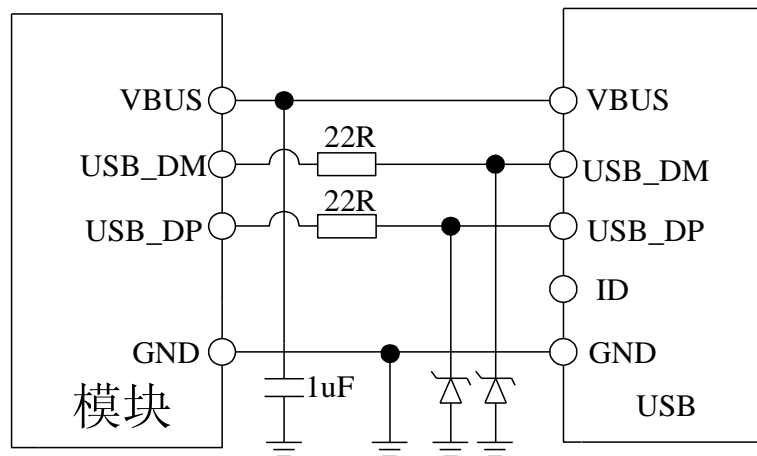 VBUS
VBUS
22R
USB_DM
USB_DM
22R
USB_DP
USB_DP
ID
GND
GND
模块
1uF
USB